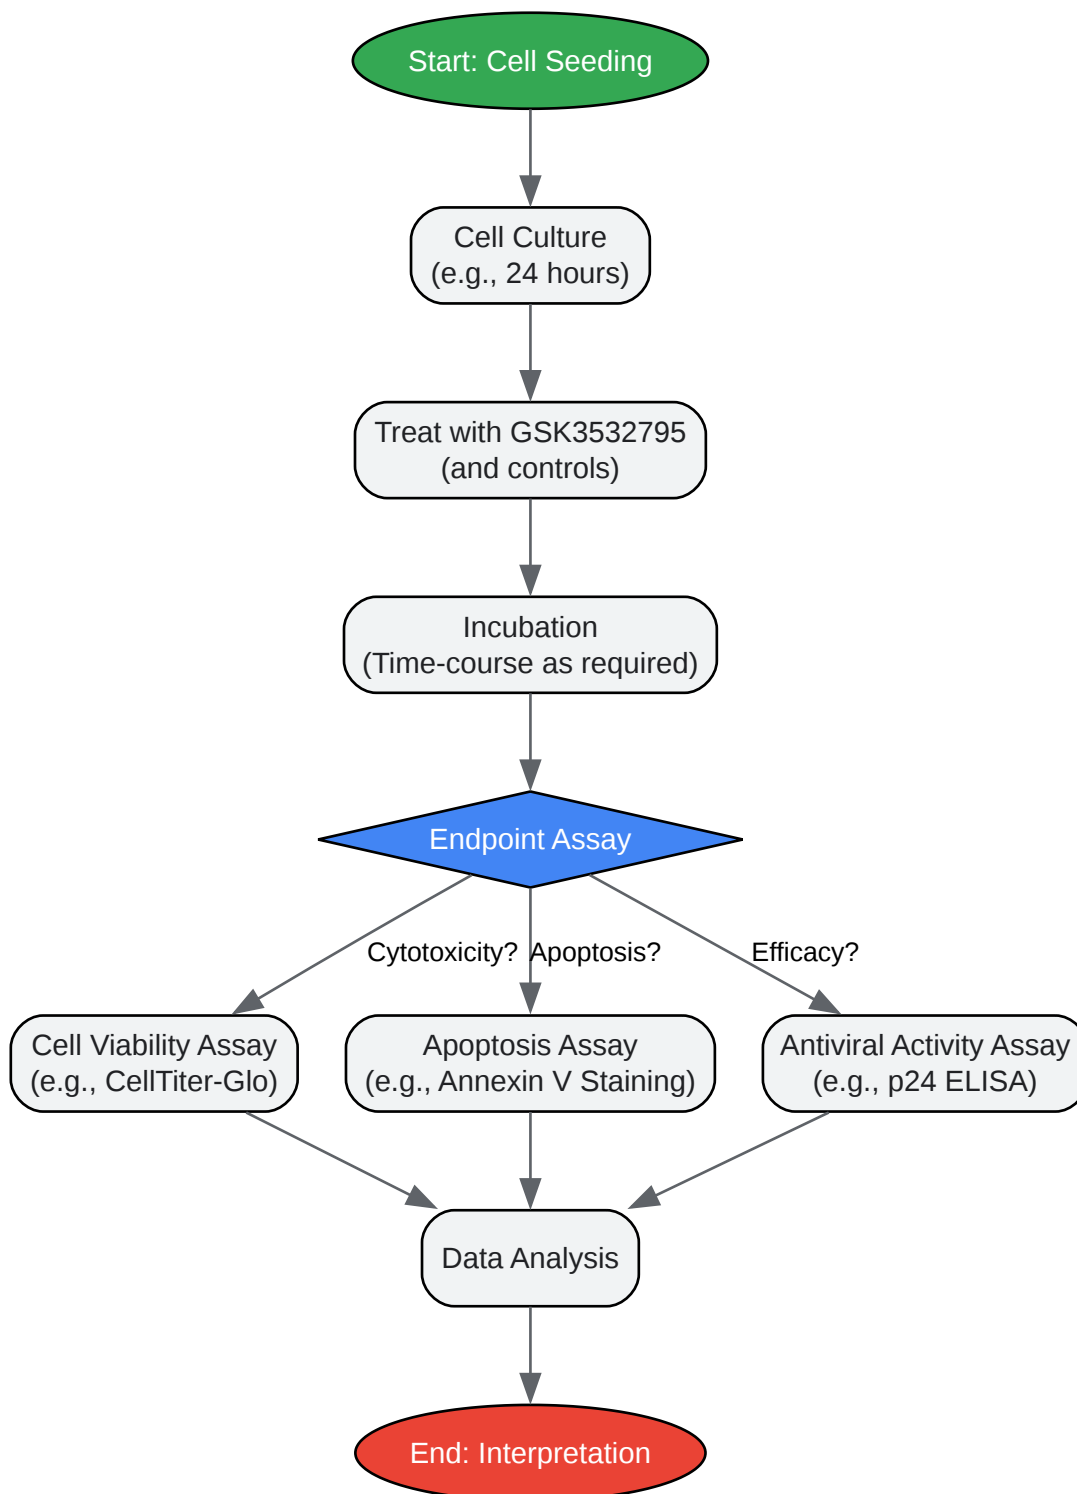 Start: Cell Seeding
Cell Culture
(e.g., 24 hours)
Treat with GSK3532795
(and controls)
Incubation
(Time-course as required)
Endpoint Assay
Cytotoxicity?
Apoptosis?
Efficacy?
Cell Viability Assay
(e.g., CellTiter-Glo)
Apoptosis Assay
(e.g., Annexin V Staining)
Antiviral Activity Assay
(e.g., p24 ELISA)
Data Analysis
End: Interpretation